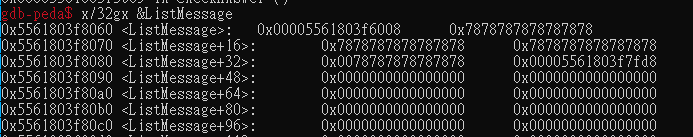 gdb-peda$ x/32gx &ListMessage
0x5561803f8060 <ListMessage>: 0x00005561803f6008 0x7878787878787878
0x5561803f8070 <ListMessage+16>: 0x7878787878787878 0x7878787878787878
0x5561803f8080 <ListMessage+32>: 0x0078787878787878 0x00005561803f7fd8
0x5561803f8090 <ListMessage+48>: 0x0000000000000000 0x0000000000000000
0x5561803f80a0 <ListMessage+64>: 0x0000000000000000 0x0000000000000000
0x5561803f80b0 <ListMessage+80>: 0x0000000000000000 0x0000000000000000
0x5561803f80c0 <ListMessage+96>: 0x0000000000000000 0x0000000000000000